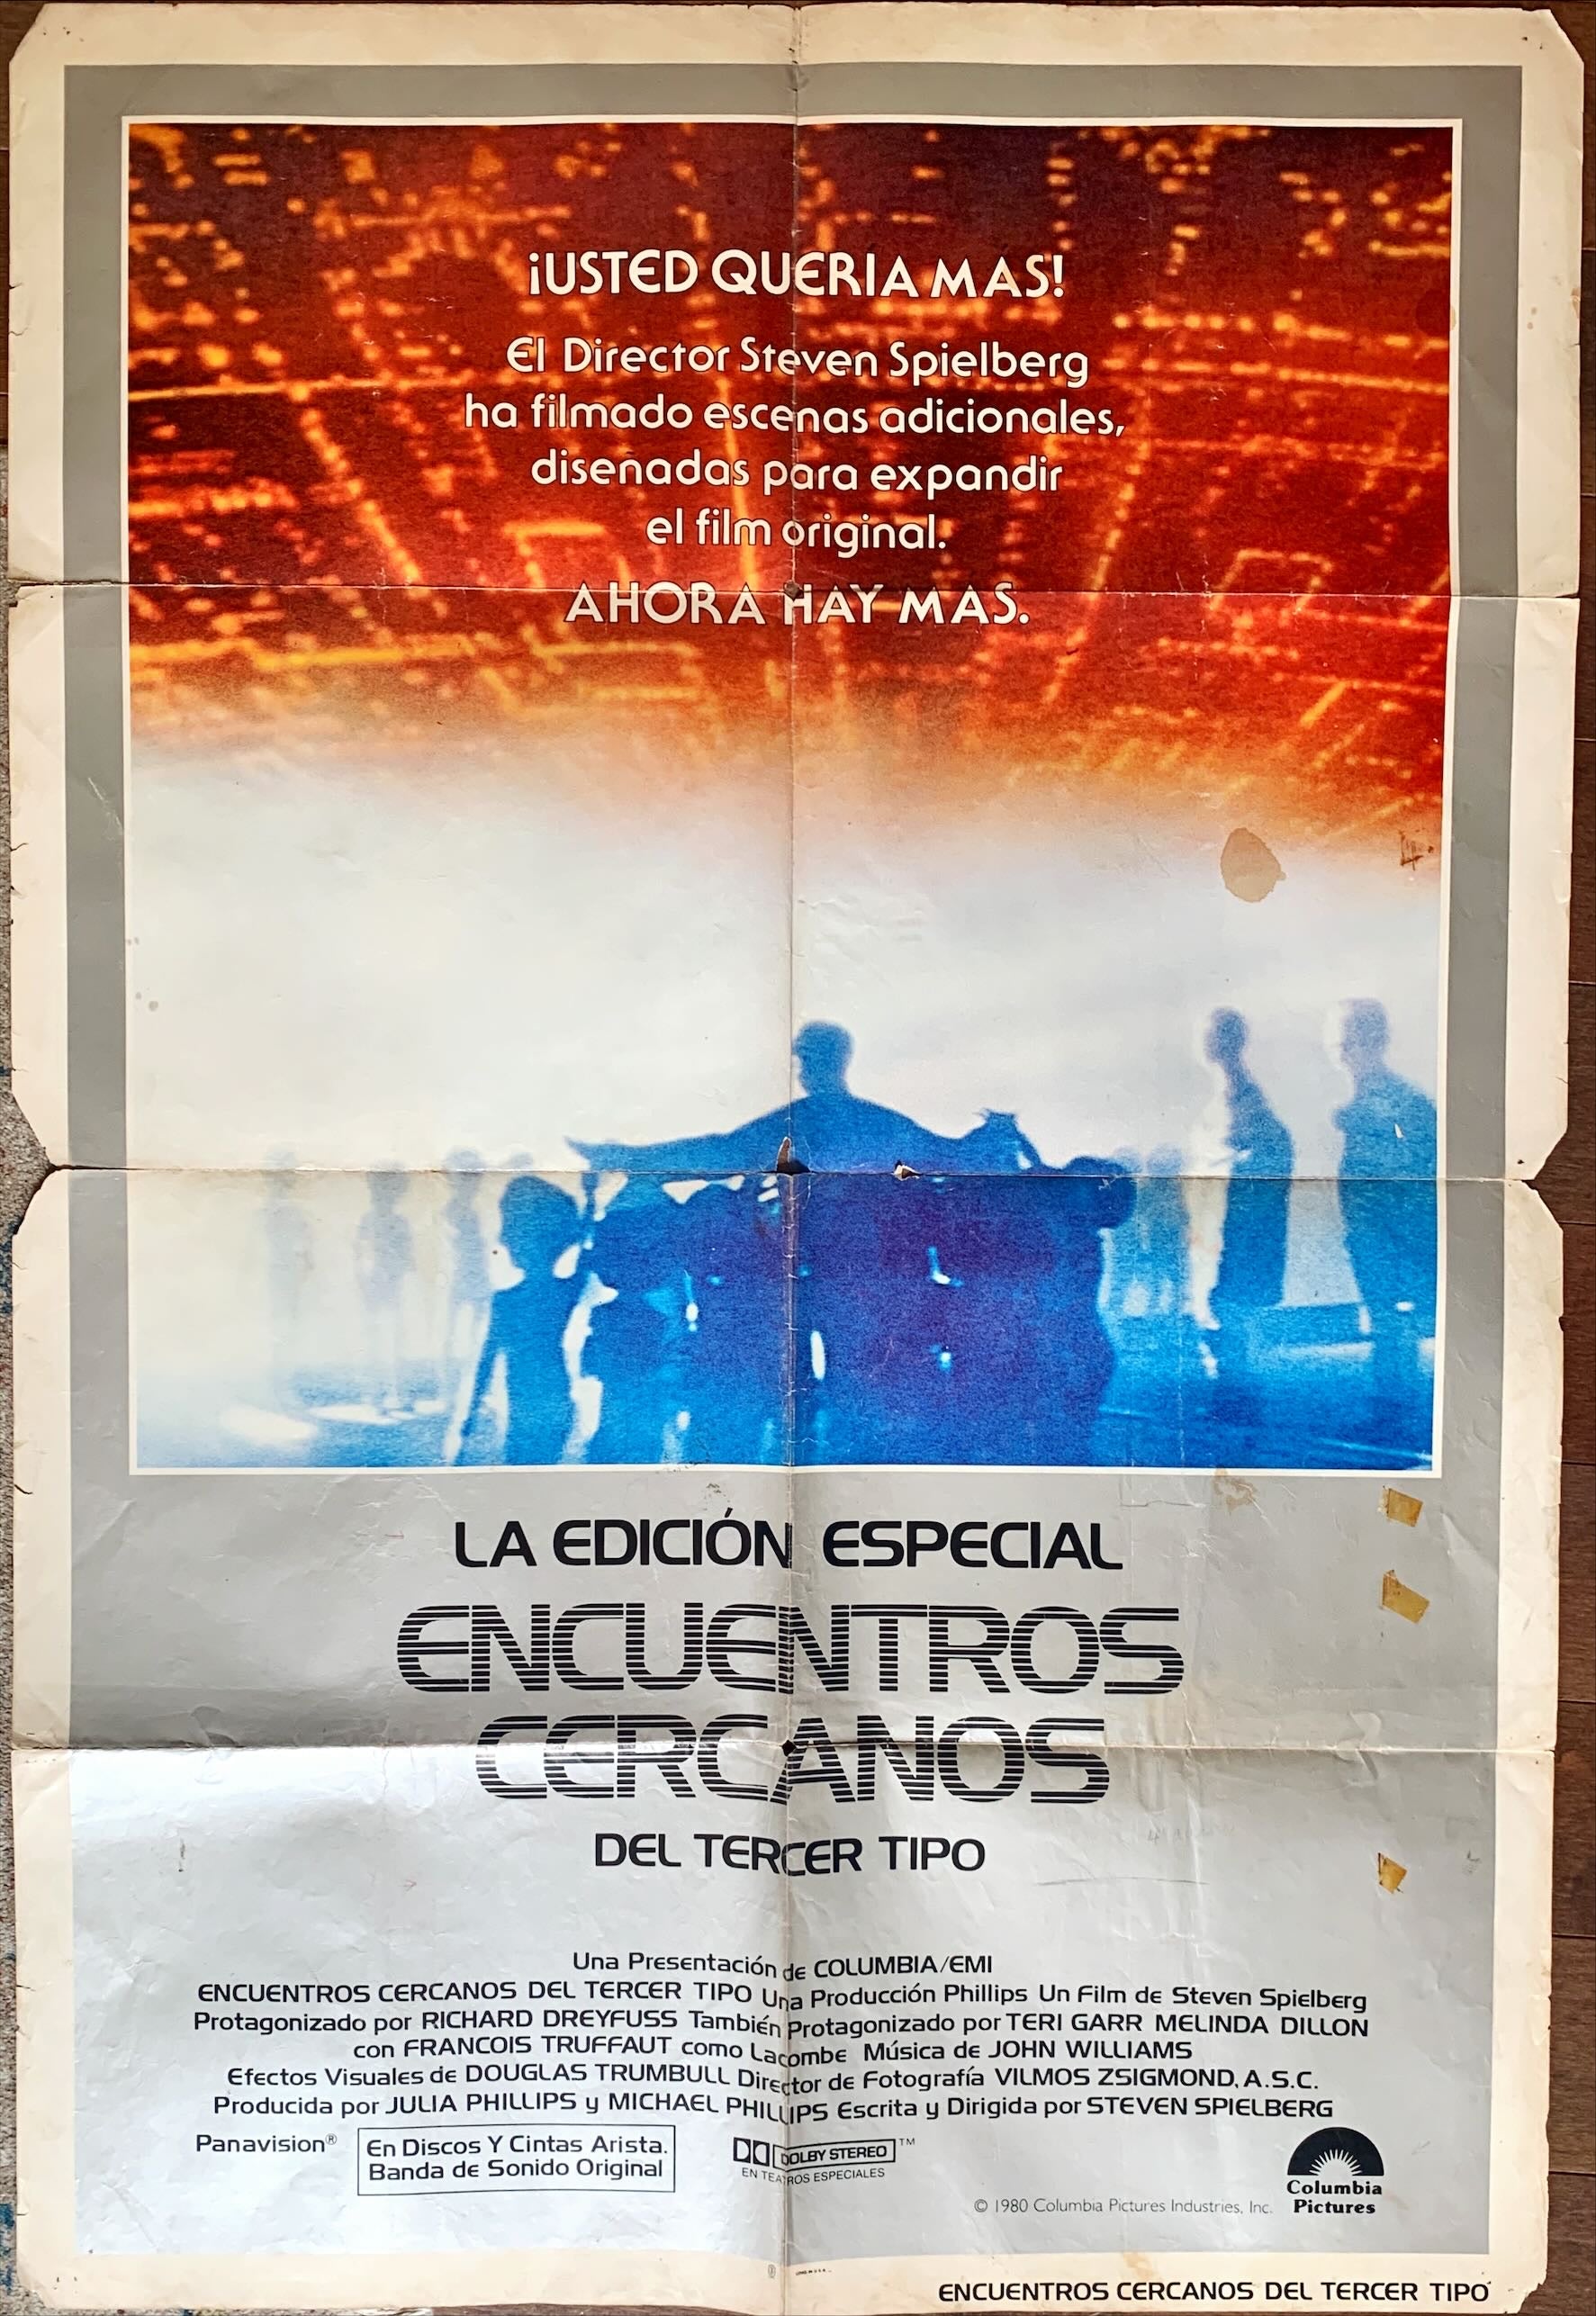 ¡USTED QUERIA MAS!
El Director Steven Spielberg
ha filmado escenas adicionales,
disenadas para expandir
el film original.
AHORA HAY MAS.
LA EDICIÓN ESPECIAL
ENCUENTROS
CERCANOS
DEL TERCER TIPO
Una Presentación de COLUMBIA/EMI
ENCUENTROS CERCANOS DEL TERCER TIPO Una Producción Phillips Un Film de Steven Spielberg
Protagonizado por RICHARD DREYFUSS También Protagonizado por TERI GARR MELINDA DILLON
con FRANCOIS TRUFFAUT como Lacombe Música de JOHN WILLIAMS
Efectos Visuales de DOUGLAS TRUMBULL Director de Fotografía VILMOS ZSIGMOND, A.S.C.
Producida por JULIA PHILLIPS y MICHAEL PHILLIPS Escrita y Dirigida por STEVEN SPIELBERG
Panavision®
En Discos Y Cintas Arista.
Banda de Sonido Original
DOLBY STEREO™
EN TEATROS ESPECIALES
© 1980 Columbia Pictures Industries, Inc.
Columbia
Pictures
ENCUENTROS CERCANOS DEL TERCER TIPO